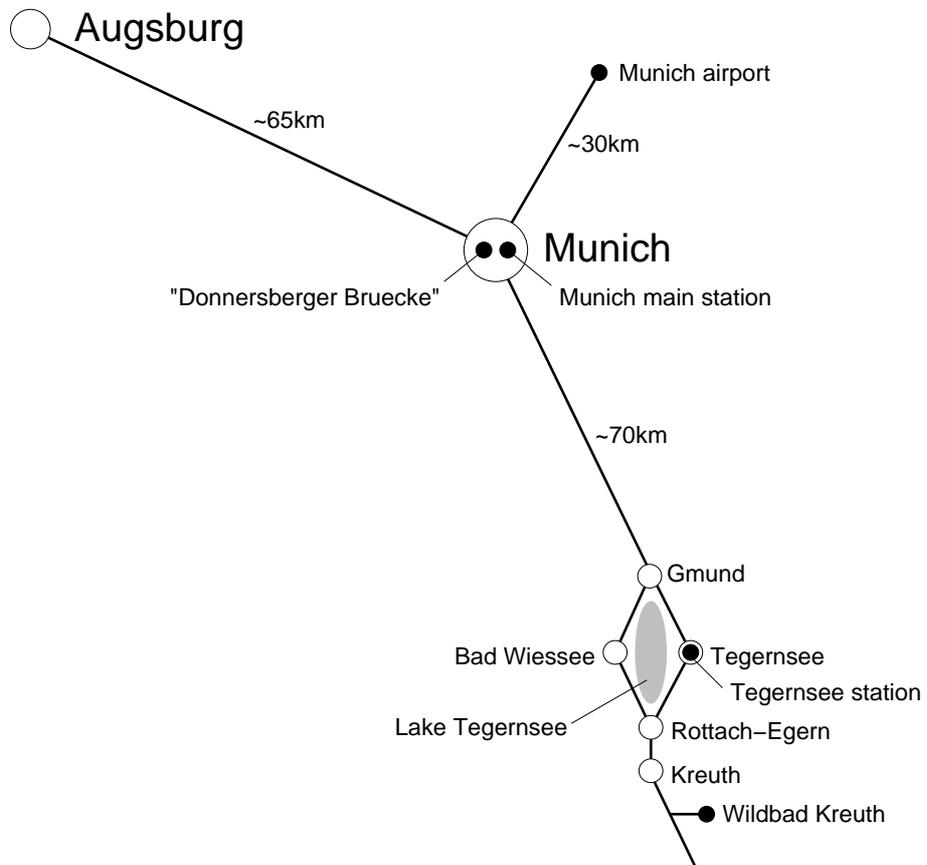 Augsburg
Munich airport
~65km
~30km
Munich
"Donnersberger Bruecke"
Munich main station
~70km
Gmund
Bad Wiessee
Tegernsee
Tegernsee station
Lake Tegernsee
Rottach−Egern
Kreuth
Wildbad Kreuth